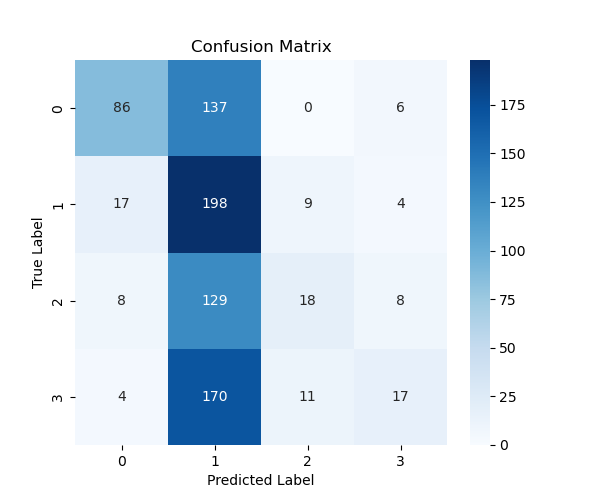 Confusion Matrix
0 86 137 0 6
1 17 198 9 4
2 8 129 18 8
3 4 170 11 17
0 1 2 3
True Label
Predicted Label
175
150
125
100
75
50
25
0